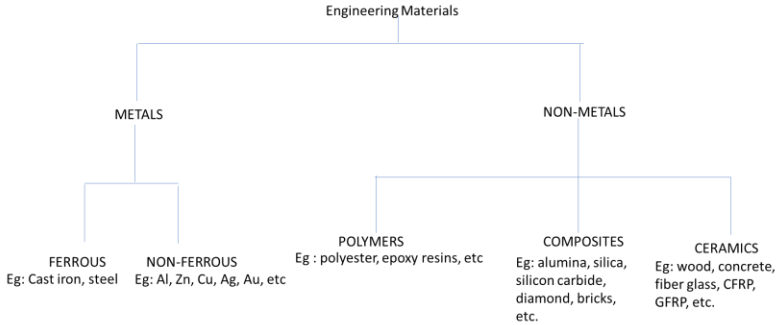 Engineering Materials
METALS
NON-METALS
FERROUS
Eg: Cast iron, steel
NON-FERROUS
Eg: Al, Zn, Cu, Ag, Au, etc
POLYMERS
Eg : polyester, epoxy resins, etc
COMPOSITES
Eg: alumina, silica,
silicon carbide,
diamond, bricks,
etc.
CERAMICS
Eg: wood, concrete,
fiber glass, CFRP,
GFRP, etc.